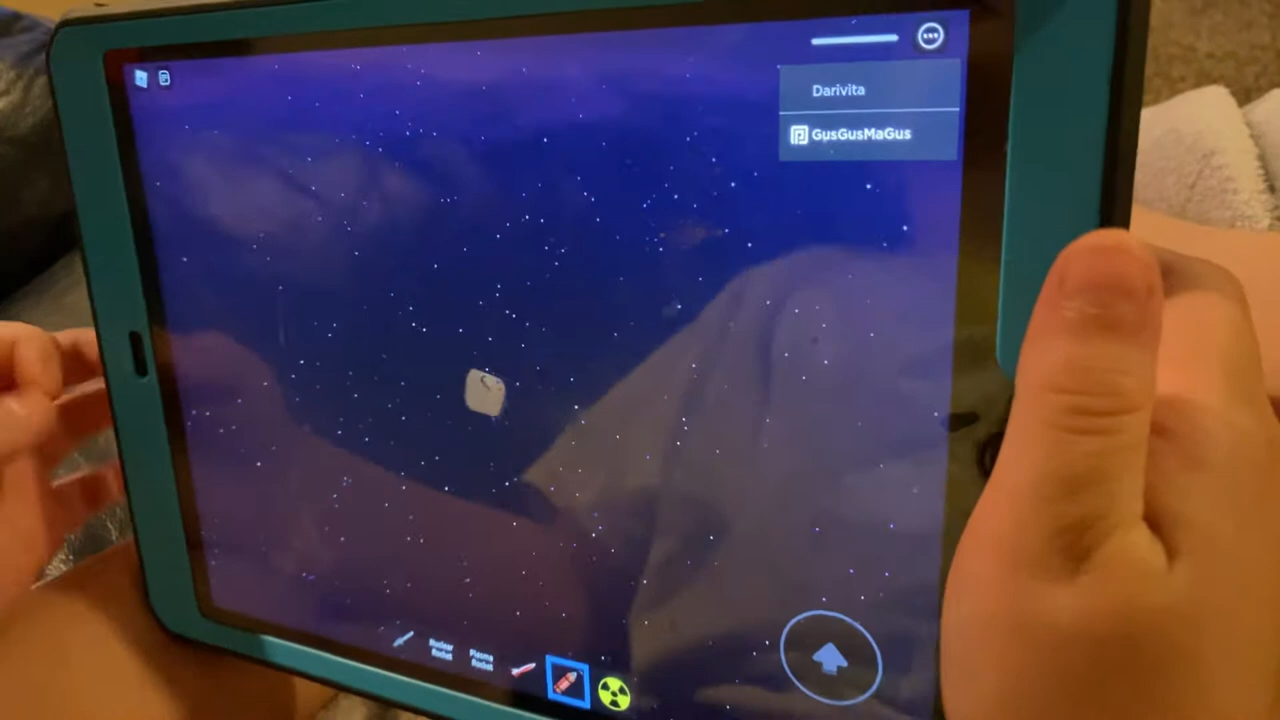 Darivita
GusGusMaGus
Nuclear
Rocket
Plasma
Rocket